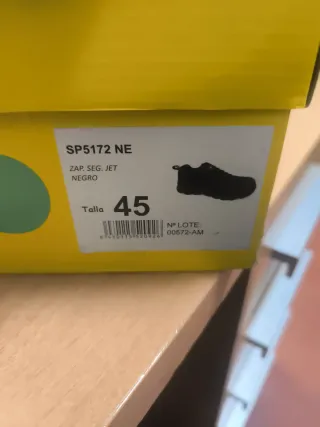 SP5172 NE
ZAP. SEG. JET
NEGRO
Talla 45
Nº LOTE:
00572-AM